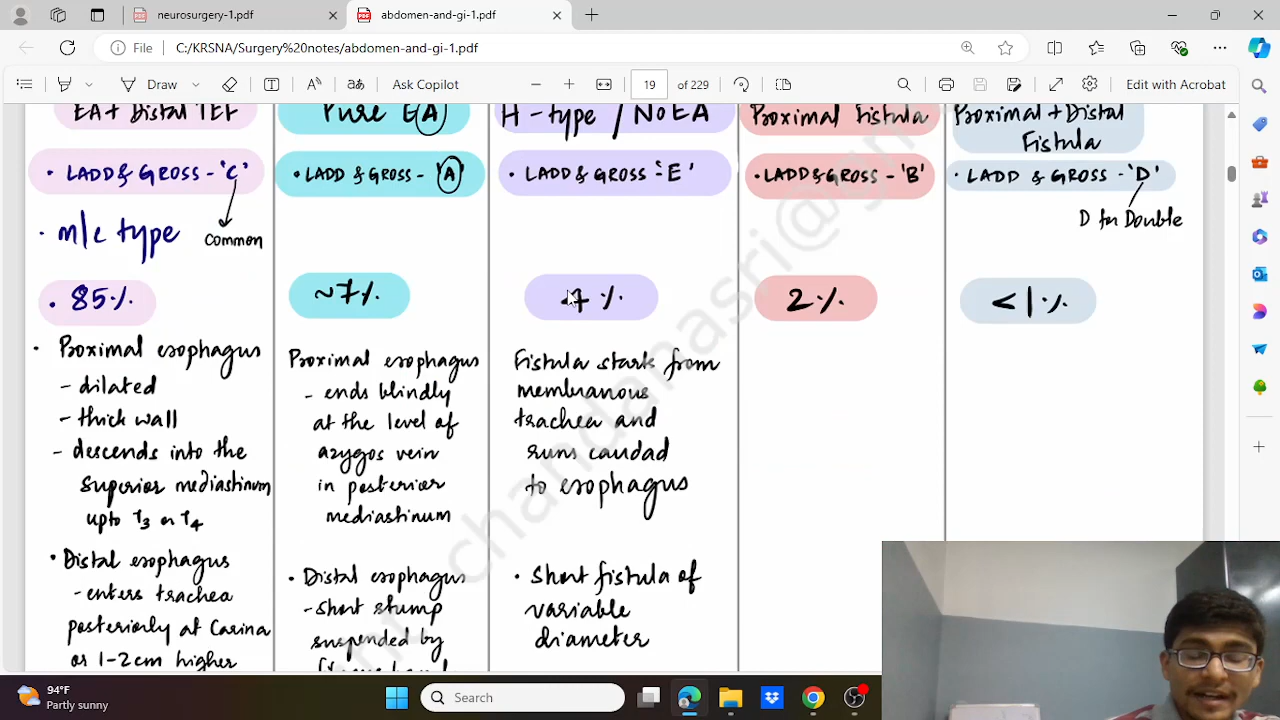 neurosurgery-1.pdf
abdomen-and-gi-1.pdf
File
C:/KRSNA/Surgery%20notes/abdomen-and-gi-1.pdf
Draw
Ask Copilot
19
of 229
Edit with Acrobat
EA+ Distal TEF
Pure EA
H-type / No EA
Proximal Fistula
Proximal + Distal
Fistula
• LADD & GROSS - 'C'
• LADD & GROSS - 'A'
• LADD & GROSS - 'E'
• LADD & GROSS - 'B'
• LADD & GROSS - 'D'
• m/c type
Common
D for Double
• 85%
~7%
%
2%
<1%
• Proximal esophagus
- dilated
- thick wall
- descends into the
superior mediastinum
upto T3 or T4
• Distal esophagus
- enters trachea
posteriorly at Carina
or 1-2cm higher
Proximal esophagus
- ends blindly
at the level of
azygos vein
in posterior
mediastinum
• Distal esophagus
- short stump
suspended by
Fistula starts from
membranous
trachea and
runs caudad
to esophagus
• Short fistula of
variable
diameter
94°F
Partly sunny
Search